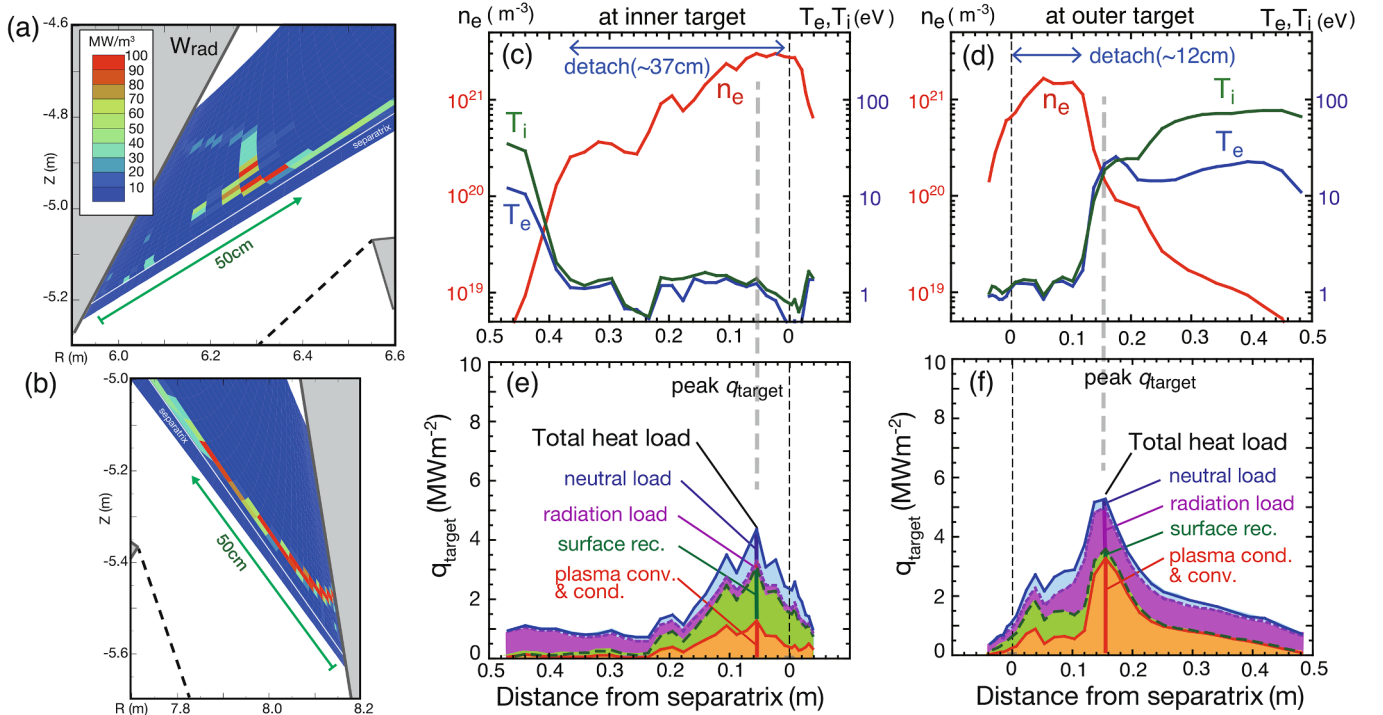 (a)
-4.6
-4.8
-5.0
-5.2
Z (m)
MW/m³
100
90
80
70
60
50
40
30
20
10
Wrad
separatrix
50cm
R (m)
6.0
6.2
6.4
6.6
(b)
-5.0
-5.2
-5.4
-5.6
Z (m)
separatrix
50cm
R (m)
7.8
8.0
8.2
ne (m-3)
at inner target
Te,Ti (eV)
(c)
detach(~37cm)
ne
Ti
Te
10²¹
10²⁰
10¹⁹
100
10
1
0.5
0.4
0.3
0.2
0.1
0
ne (m-3)
at outer target
Te,Ti (eV)
(d)
detach(~12cm)
ne
Ti
Te
10²¹
10²⁰
10¹⁹
100
10
1
0
0.1
0.2
0.3
0.4
0.5
(e)
peak qtarget
Total heat load
neutral load
radiation load
surface rec.
plasma conv.
& cond.
qtarget (MWm-2)
10
8
6
4
2
0
0.5
0.4
0.3
0.2
0.1
0
Distance from separatrix (m)
(f)
peak qtarget
Total heat load
neutral load
radiation load
surface rec.
plasma cond.
& conv.
qtarget (MWm-2)
10
8
6
4
2
0
0
0.1
0.2
0.3
0.4
0.5
Distance from separatrix (m)